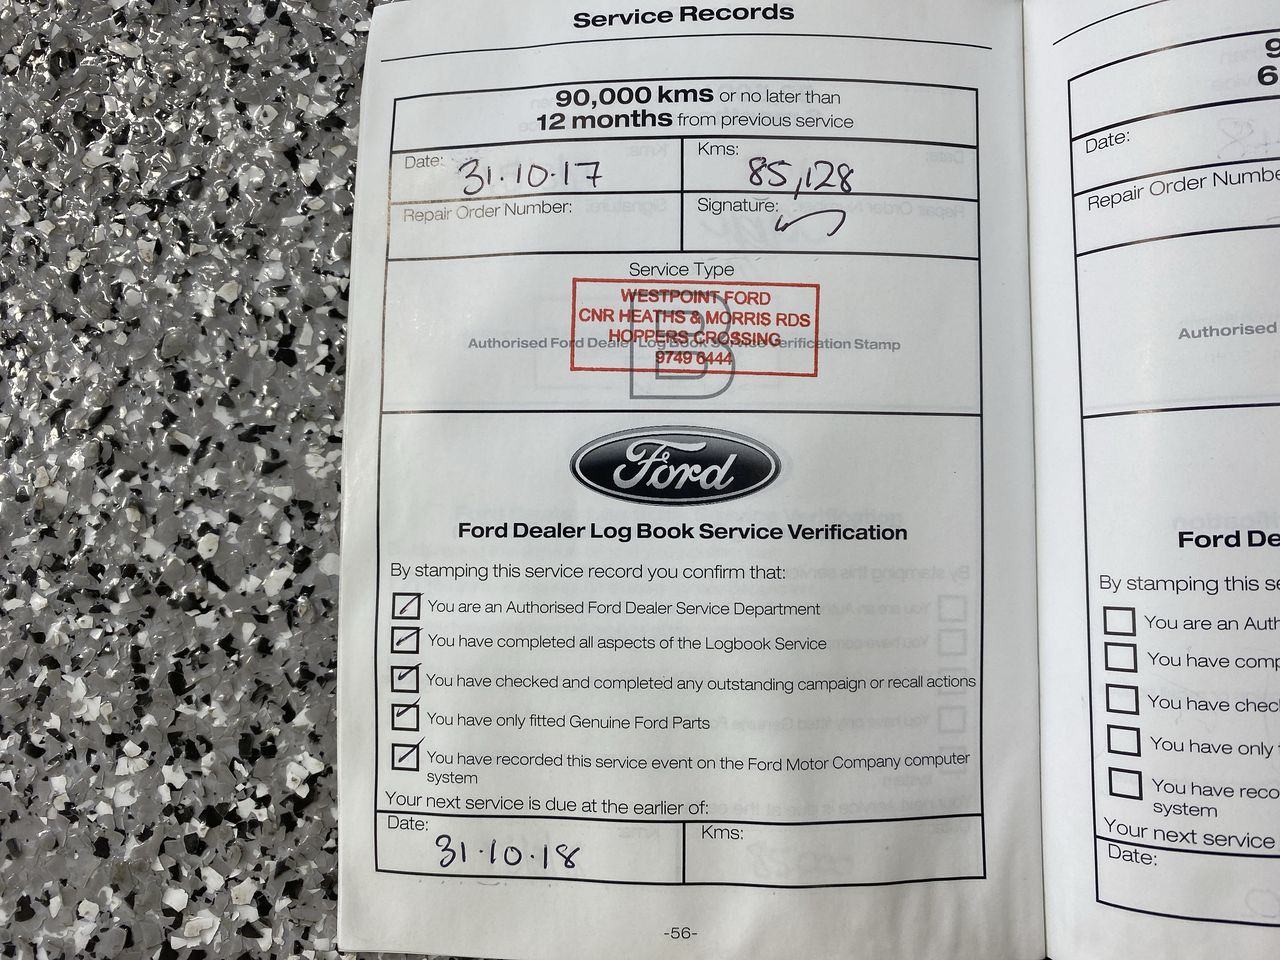 Service Records
90,000 kms or no later than
12 months from previous service
Date: 31.10.17
Kms: 85,128
Repair Order Number:
Signature:
Service Type
B
Authorised Ford Dealer Log Book Service Verification Stamp
WESTPOINT FORD
CNR HEATHS & MORRIS RDS
HOPPERS CROSSING
9749 6444
Ford
Ford Dealer Log Book Service Verification
By stamping this service record you confirm that:
You are an Authorised Ford Dealer Service Department
You have completed all aspects of the Logbook Service
You have checked and completed any outstanding campaign or recall actions
You have only fitted Genuine Ford Parts
You have recorded this service event on the Ford Motor Company computer
system
Your next service is due at the earlier of:
Date: 31.10.18
Kms:
-56-
Date:
Repair Order
Authorised
Ford
By stamping this
You are an
You have
You have
You have only
You have
system
Your next service
Date: